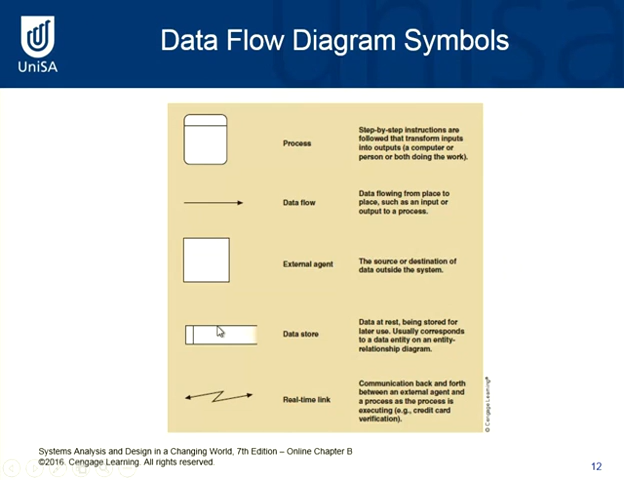 UniSA
Data Flow Diagram Symbols
Process
Step-by-step instructions are
followed that transform inputs
into outputs (a computer or
person or both doing the work).
Data flow
Data flowing from place to
place, such as an input or
output to a process.
External agent
The source or destination of
data outside the system.
Data store
Data at rest, being stored for
later use. Usually corresponds
to a data entity on an entity-
relationship diagram.
Real-time link
Communication back and forth
between an external agent and
a process as the process is
executing (e.g., credit card
verification).
© Cengage Learning®
Systems Analysis and Design in a Changing World, 7th Edition – Online Chapter B
©2016. Cengage Learning. All rights reserved.
12